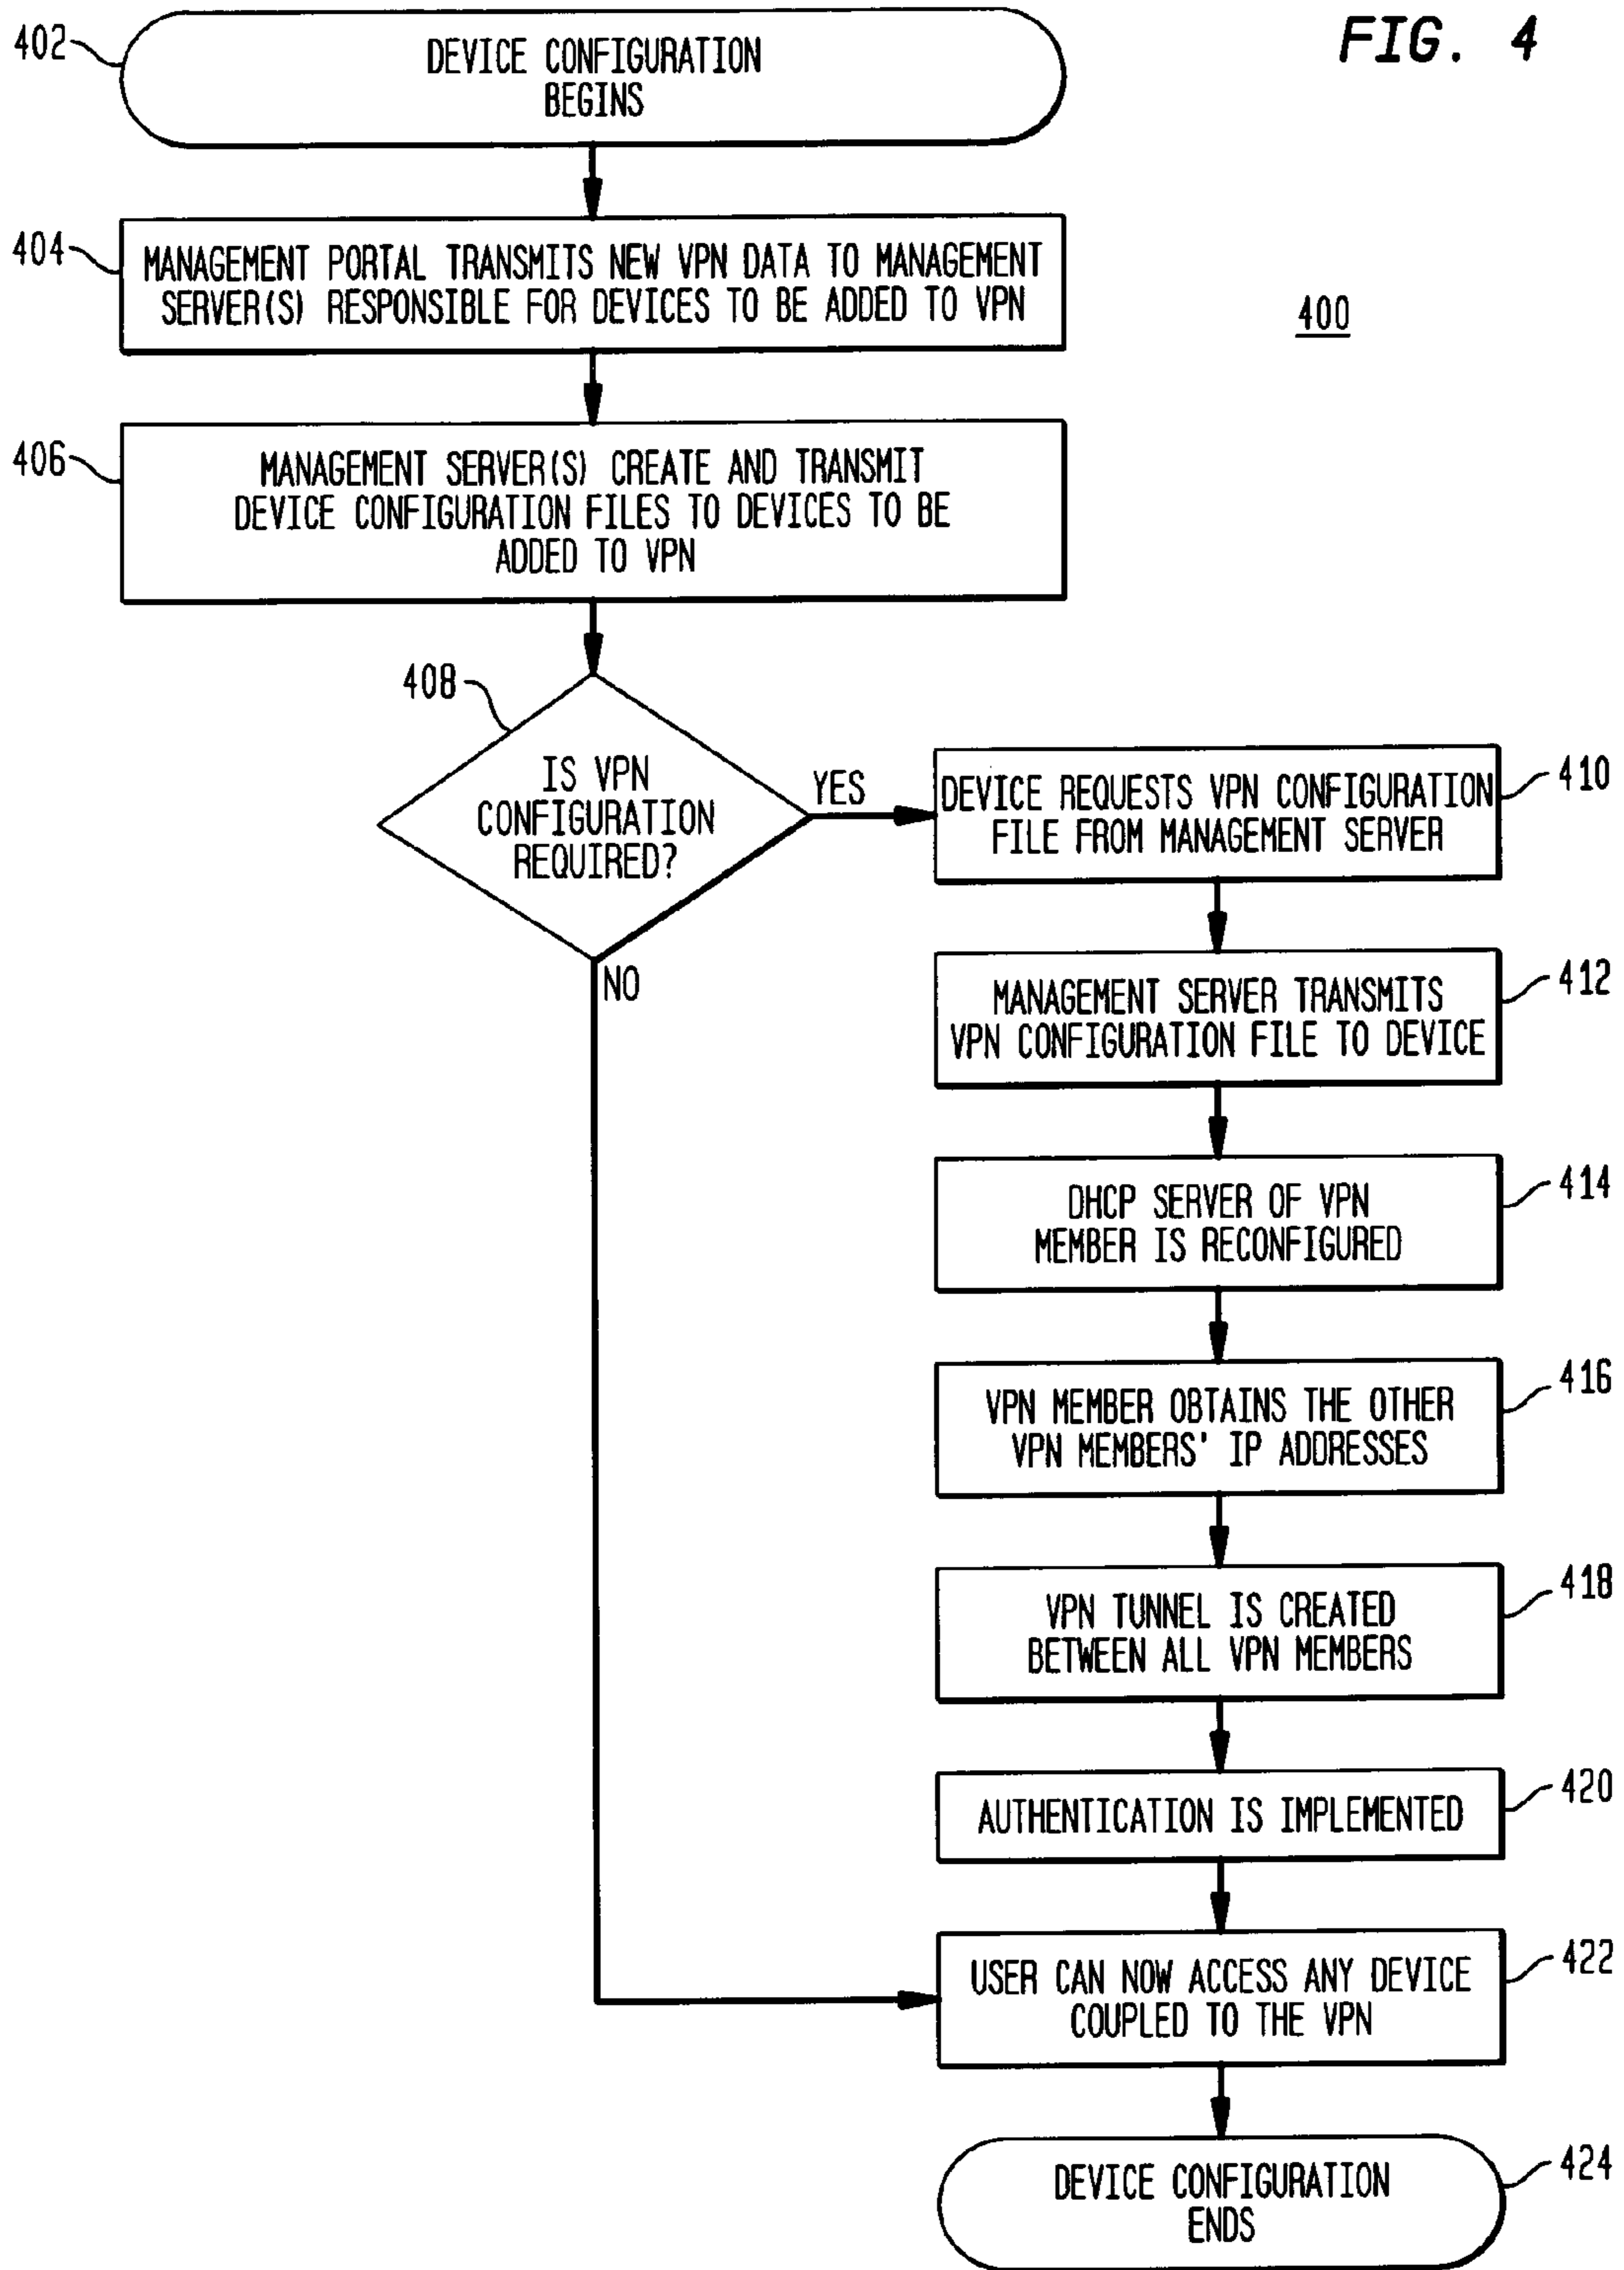 FIG. 4
402
DEVICE CONFIGURATION
BEGINS
404
MANAGEMENT PORTAL TRANSMITS NEW VPN DATA TO MANAGEMENT
SERVER(S) RESPONSIBLE FOR DEVICES TO BE ADDED TO VPN
400
406
MANAGEMENT SERVER(S) CREATE AND TRANSMIT
DEVICE CONFIGURATION FILES TO DEVICES TO BE
ADDED TO VPN
408
IS VPN
CONFIGURATION
REQUIRED?
YES
NO
410
DEVICE REQUESTS VPN CONFIGURATION
FILE FROM MANAGEMENT SERVER
412
MANAGEMENT SERVER TRANSMITS
VPN CONFIGURATION FILE TO DEVICE
414
DHCP SERVER OF VPN
MEMBER IS RECONFIGURED
416
VPN MEMBER OBTAINS THE OTHER
VPN MEMBERS' IP ADDRESSES
418
VPN TUNNEL IS CREATED
BETWEEN ALL VPN MEMBERS
420
AUTHENTICATION IS IMPLEMENTED
422
USER CAN NOW ACCESS ANY DEVICE
COUPLED TO THE VPN
424
DEVICE CONFIGURATION
ENDS